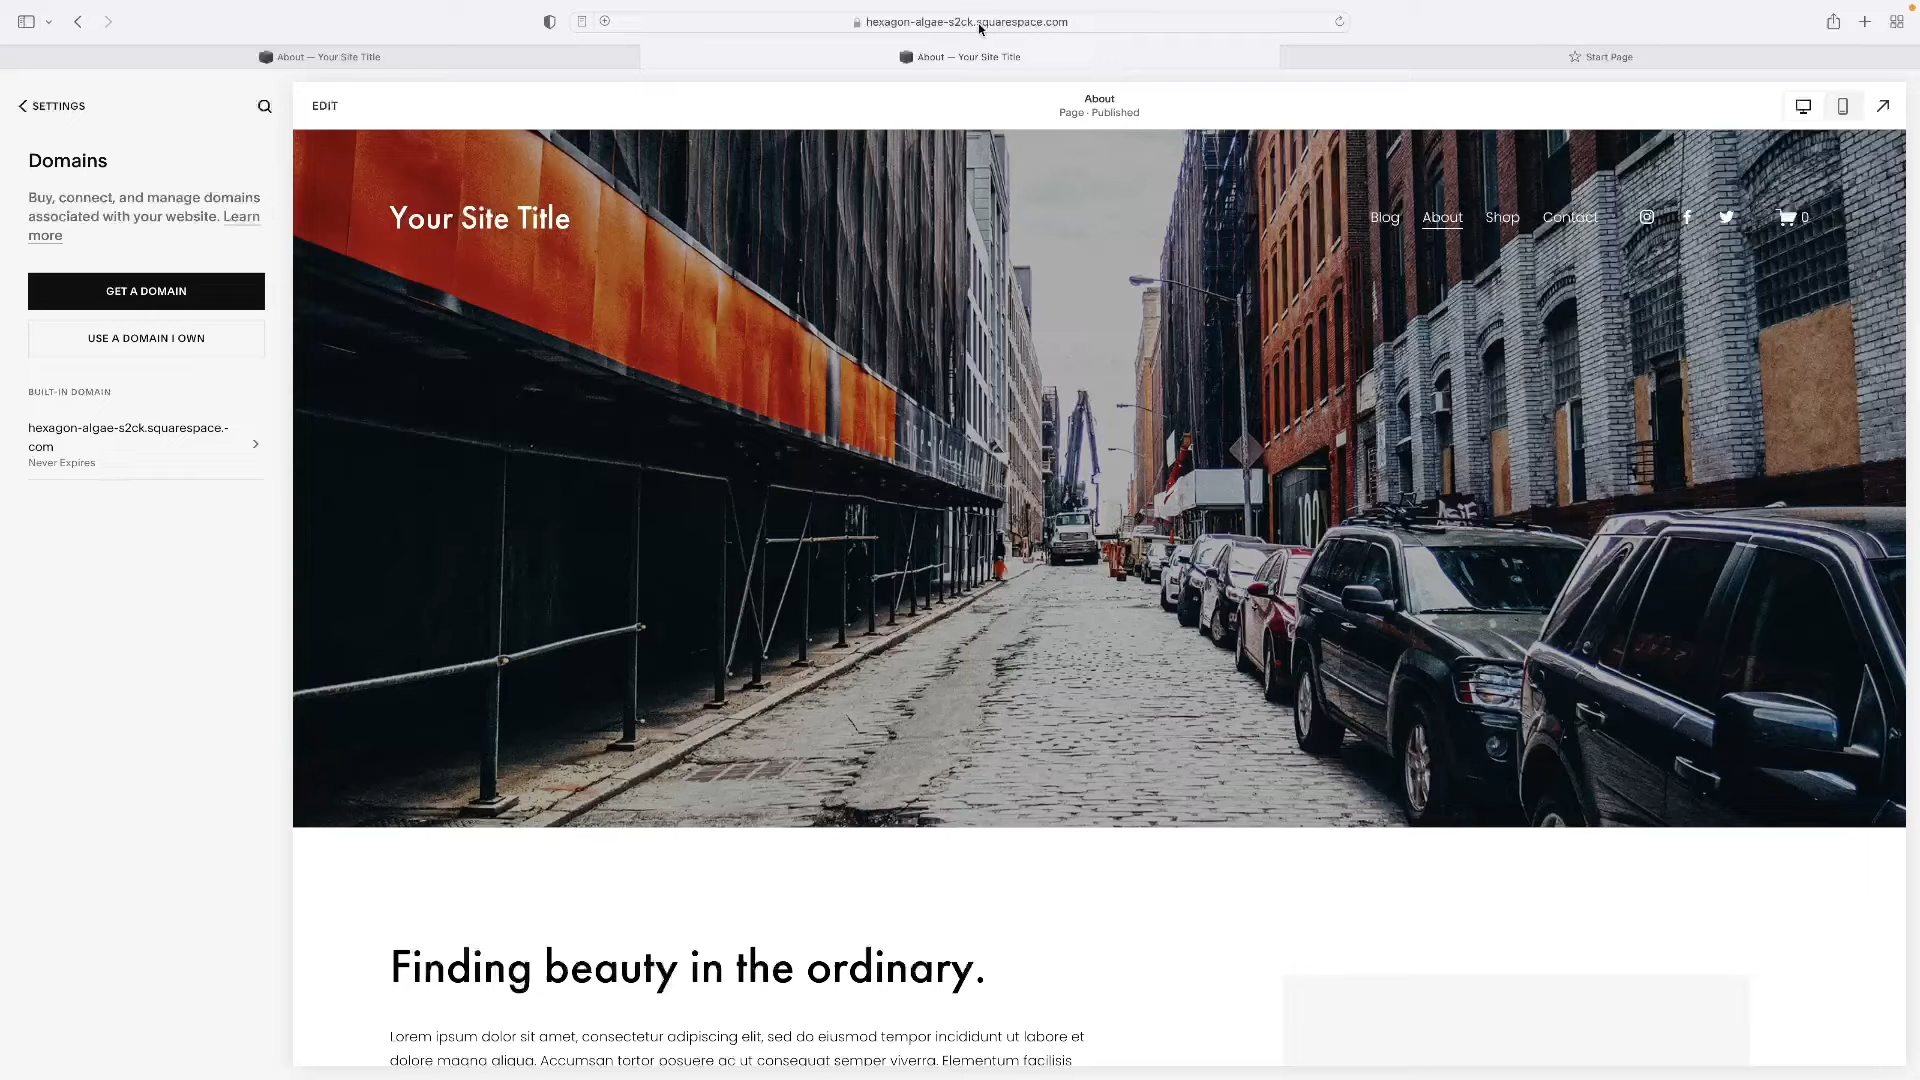 hexagon-algae-s2ck.squarespace.com
About — Your Site Title
About — Your Site Title
Start Page
SETTINGS
Domains
Buy, connect, and manage domains
associated with your website. Learn
more
GET A DOMAIN
USE A DOMAIN I OWN
BUILT-IN DOMAIN
hexagon-algae-s2ck.squarespace.-
com
Never Expires
EDIT
About
Page · Published
Your Site Title
Blog About Shop Contact 0
Finding beauty in the ordinary.
Lorem ipsum dolor sit amet, consectetur adipiscing elit, sed do eiusmod tempor incididunt ut labore et
dolore magna aliqua. Accumsan tortor posuere ac ut consequat semper viverra. Elementum facilisis